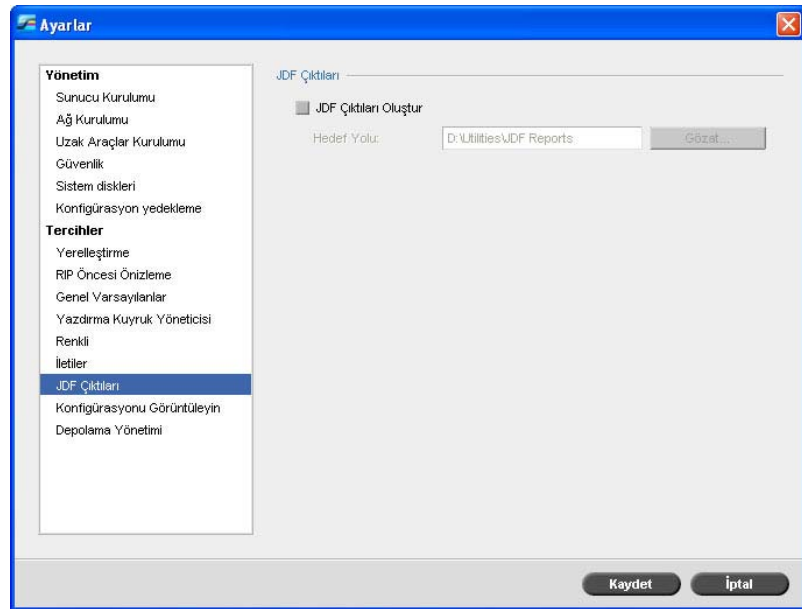 Ayarlar
Yönetim
Sunucu Kurulumu
Ağ Kurulumu
Uzak Araçlar Kurulumu
Güvenlik
Sistem diskleri
Konfigürasyon yedekleme
Tercihler
Yerelleştirme
RIP Öncesi Önizleme
Genel Varsayılanlar
Yazdırma Kuyruk Yöneticisi
Renkli
İletiler
JDF Çıktıları
Konfigürasyonu Görüntüleyin
Depolama Yönetimi
JDF Çıktıları
JDF Çıktıları Oluştur
Hedef Yolu: D:\Utilities\JDF Reports Gözat...
Kaydet İptal